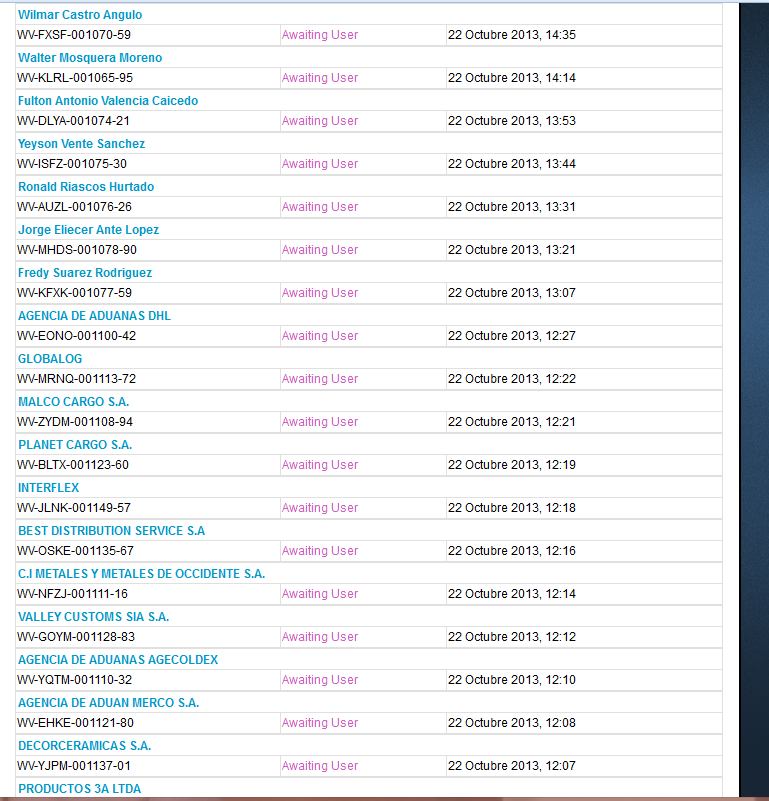 Wilmar Castro Angulo
WV-FXSF-001070-59 Awaiting User 22 Octubre 2013, 14:35
Walter Mosquera Moreno
WV-KLRL-001065-95 Awaiting User 22 Octubre 2013, 14:14
Fulton Antonio Valencia Caicedo
WV-DLYA-001074-21 Awaiting User 22 Octubre 2013, 13:53
Yeyson Vente Sanchez
WV-ISFZ-001075-30 Awaiting User 22 Octubre 2013, 13:44
Ronald Riascos Hurtado
WV-AUZL-001076-26 Awaiting User 22 Octubre 2013, 13:31
Jorge Eliecer Ante Lopez
WV-MHDS-001078-90 Awaiting User 22 Octubre 2013, 13:21
Fredy Suarez Rodriguez
WV-KFXK-001077-59 Awaiting User 22 Octubre 2013, 13:07
AGENCIA DE ADUANAS DHL
WV-EONO-001100-42 Awaiting User 22 Octubre 2013, 12:27
GLOBALOG
WV-MRNQ-001113-72 Awaiting User 22 Octubre 2013, 12:22
MALCO CARGO S.A.
WV-ZYDM-001108-94 Awaiting User 22 Octubre 2013, 12:21
PLANET CARGO S.A.
WV-BLTX-001123-60 Awaiting User 22 Octubre 2013, 12:19
INTERFLEX
WV-JLNK-001149-57 Awaiting User 22 Octubre 2013, 12:18
BEST DISTRIBUTION SERVICE S.A
WV-OSKE-001135-67 Awaiting User 22 Octubre 2013, 12:16
C.I METALES Y METALES DE OCCIDENTE S.A.
WV-NFZJ-001111-16 Awaiting User 22 Octubre 2013, 12:14
VALLEY CUSTOMS SIA S.A.
WV-GOYM-001128-83 Awaiting User 22 Octubre 2013, 12:12
AGENCIA DE ADUANAS AGECOLDEX
WV-YQTM-001110-32 Awaiting User 22 Octubre 2013, 12:10
AGENCIA DE ADUAN MERCO S.A.
WV-EHKE-001121-80 Awaiting User 22 Octubre 2013, 12:08
DECORCERAMICAS S.A.
WV-YJPM-001137-01 Awaiting User 22 Octubre 2013, 12:07
PRODUCTOS 3A LTDA